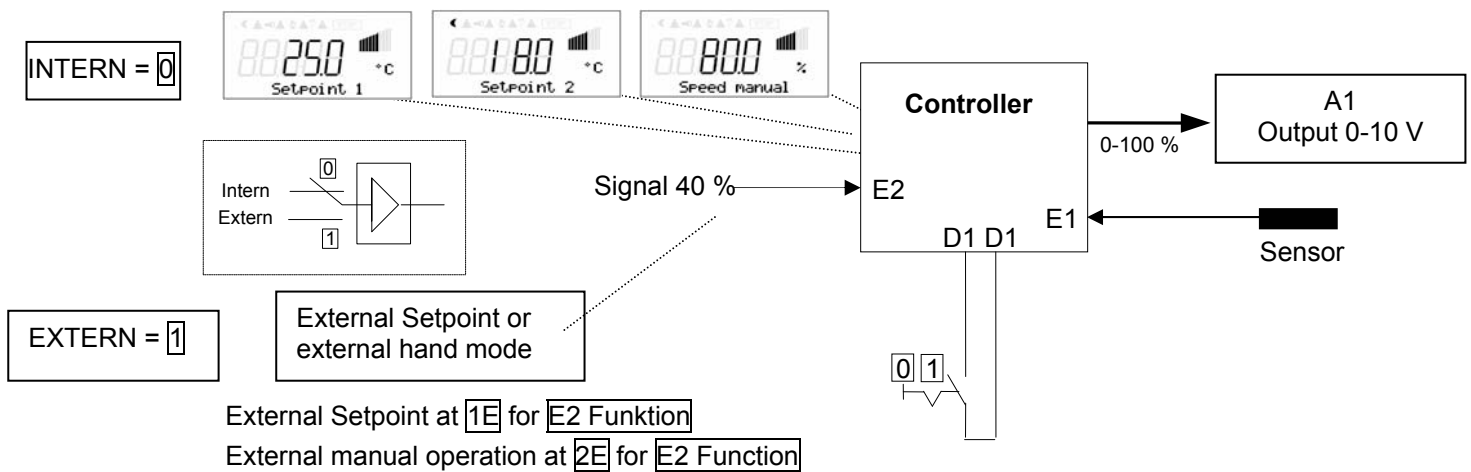 INTERN = 0
25.0 °C
Setpoint 1
18.0 °C
Setpoint 2
80.0 %
Speed manual
Controller
A1
Output 0-10 V
0-100 %
0
Intern
Extern
1
Signal 40 %
E2
E1
D1 D1
Sensor
EXTERN = 1
External Setpoint or
external hand mode
0 1
External Setpoint at 1E for E2 Funktion
External manual operation at 2E for E2 Function